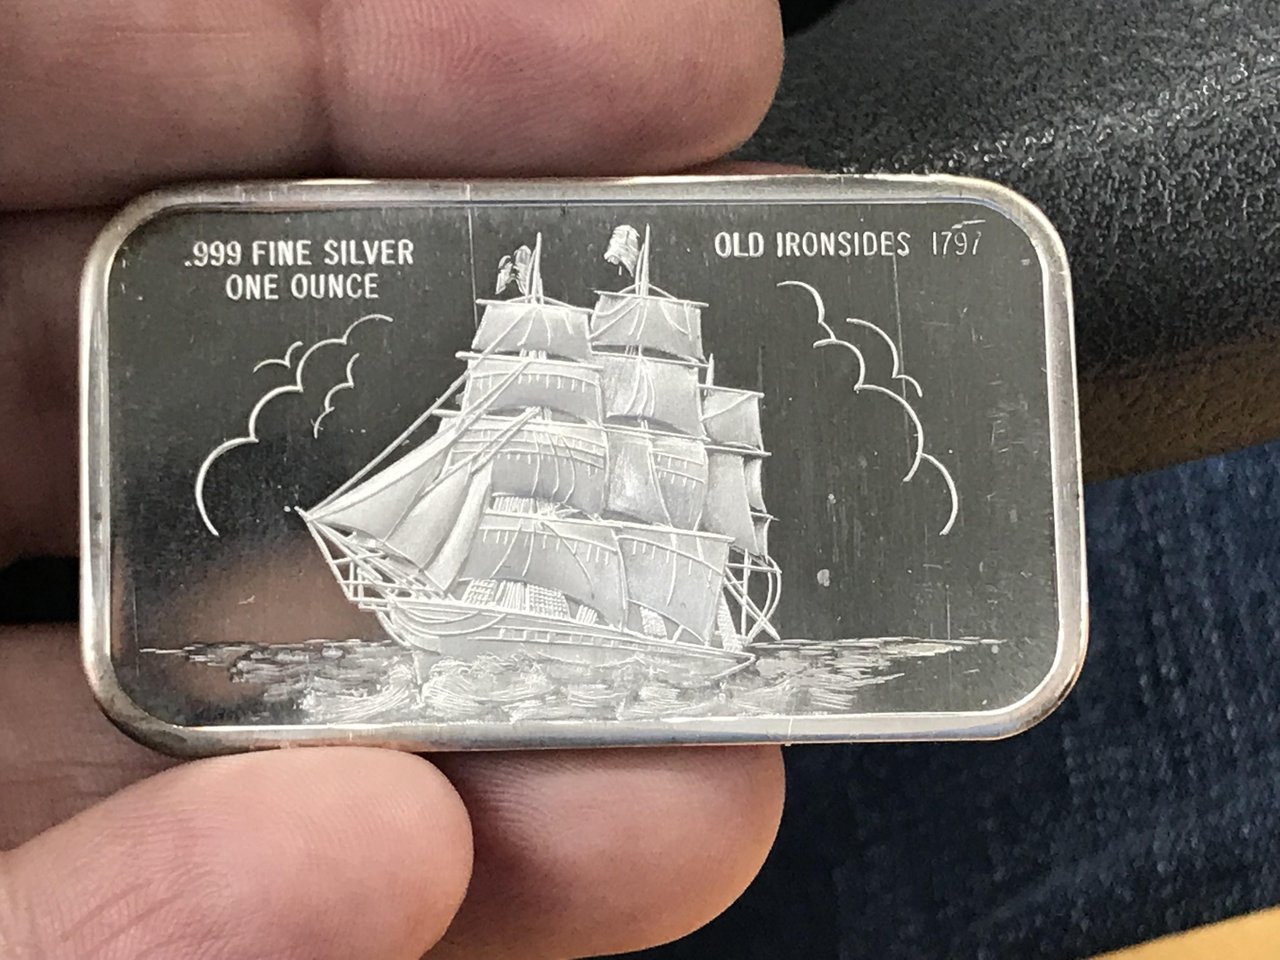 .999 FINE SILVER
ONE OUNCE
OLD IRONSIDES 1797